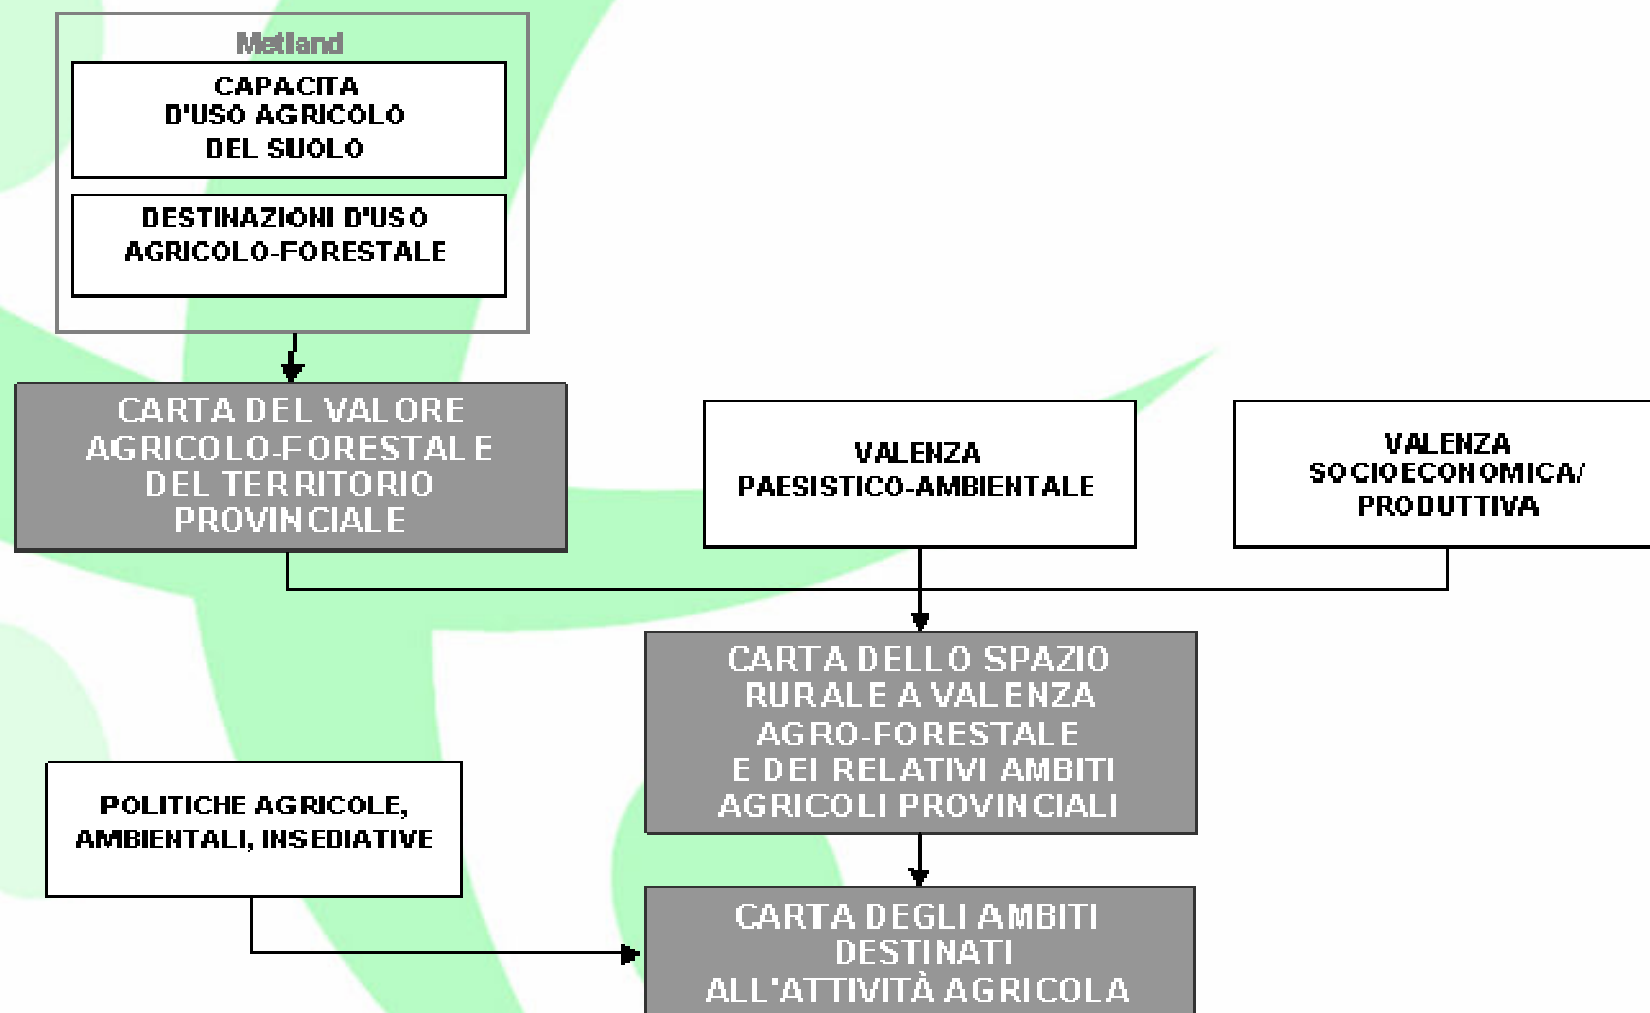 Metland
CAPACITA
D'USO AGRICOLO
DEL SUOLO
DESTINAZIONI D'USO
AGRICOLO-FORESTALE
CARTA DEL VALORE
AGRICOLO-FORESTALE
DEL TERRITORIO
PROVINCIALE
VALENZA
PAESISTICO-AMBIENTALE
VALENZA
SOCIOECONOMICA/
PRODUTTIVA
CARTA DELLO SPAZIO
RURALE A VALENZA
AGRO-FORESTALE
E DEI RELATIVI AMBITI
AGRICOLI PROVINCIALI
POLITICHE AGRICOLE,
AMBIENTALI, INSEDIATIVE
CARTA DEGLI AMBITI
DESTINATI
ALL'ATTIVITÀ AGRICOLA